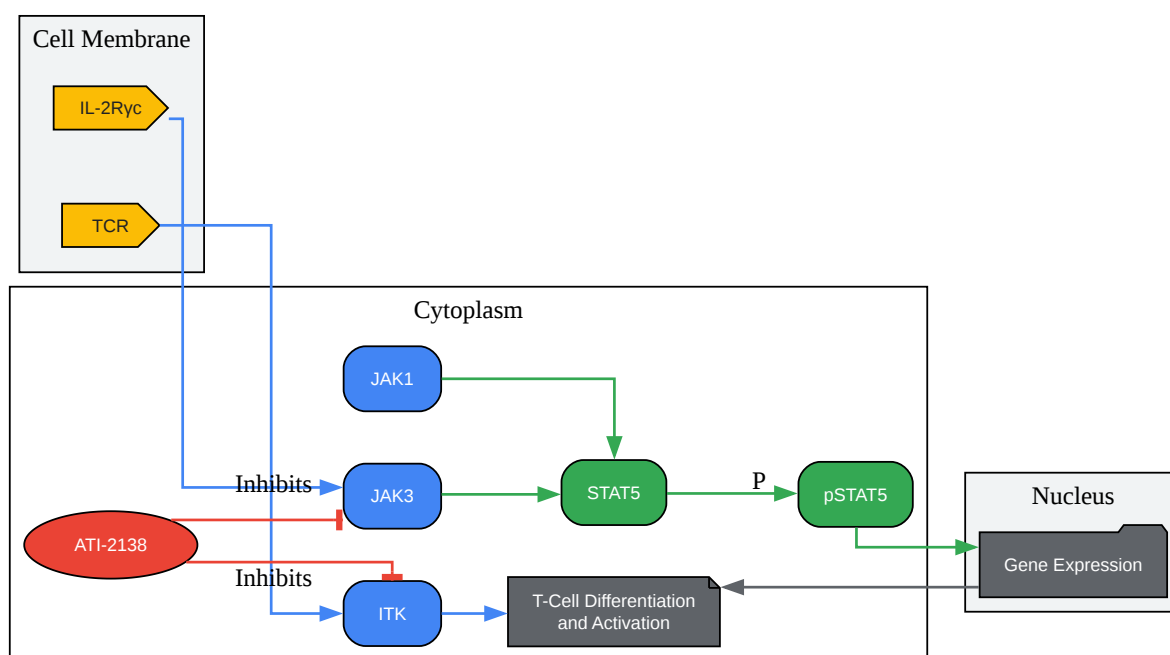 Cell Membrane
IL-2Rγc
TCR
Cytoplasm
JAK1
Inhibits
JAK3
STAT5
P
pSTAT5
Nucleus
Gene Expression
ATI-2138
Inhibits
ITK
T-Cell Differentiation
and Activation